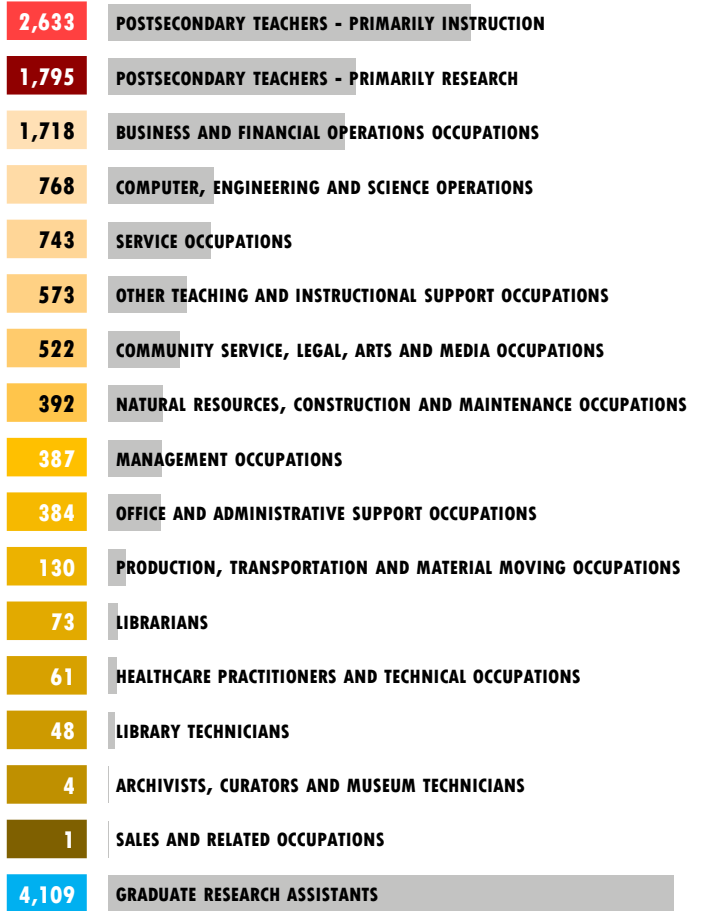 2,633 POSTSECONDARY TEACHERS - PRIMARILY INSTRUCTION
1,795 POSTSECONDARY TEACHERS - PRIMARILY RESEARCH
1,718 BUSINESS AND FINANCIAL OPERATIONS OCCUPATIONS
768 COMPUTER, ENGINEERING AND SCIENCE OPERATIONS
743 SERVICE OCCUPATIONS
573 OTHER TEACHING AND INSTRUCTIONAL SUPPORT OCCUPATIONS
522 COMMUNITY SERVICE, LEGAL, ARTS AND MEDIA OCCUPATIONS
392 NATURAL RESOURCES, CONSTRUCTION AND MAINTENANCE OCCUPATIONS
387 MANAGEMENT OCCUPATIONS
384 OFFICE AND ADMINISTRATIVE SUPPORT OCCUPATIONS
130 PRODUCTION, TRANSPORTATION AND MATERIAL MOVING OCCUPATIONS
73 LIBRARIANS
61 HEALTHCARE PRACTITIONERS AND TECHNICAL OCCUPATIONS
48 LIBRARY TECHNICIANS
4 ARCHIVISTS, CURATORS AND MUSEUM TECHNICIANS
1 SALES AND RELATED OCCUPATIONS
4,109 GRADUATE RESEARCH ASSISTANTS